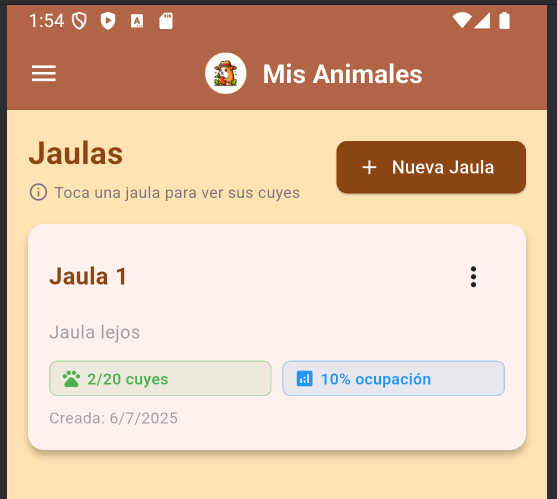 1:54
Mis Animales
Jaulas
+ Nueva Jaula
Toca una jaula para ver sus cuyes
Jaula 1
Jaula lejos
2/20 cuyes
10% ocupación
Creada: 6/7/2025